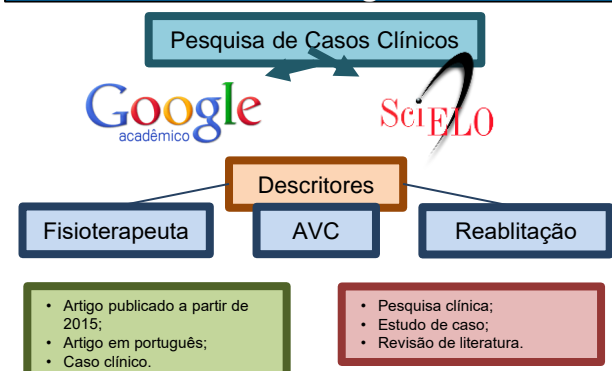 Pesquisa de Casos Clínicos
Google
acadêmico
SciELO
Descritores
Fisioterapeuta
AVC
Reablitação
• Artigo publicado a partir de
2015;
• Artigo em português;
• Caso clínico.
• Pesquisa clínica;
• Estudo de caso;
• Revisão de literatura.